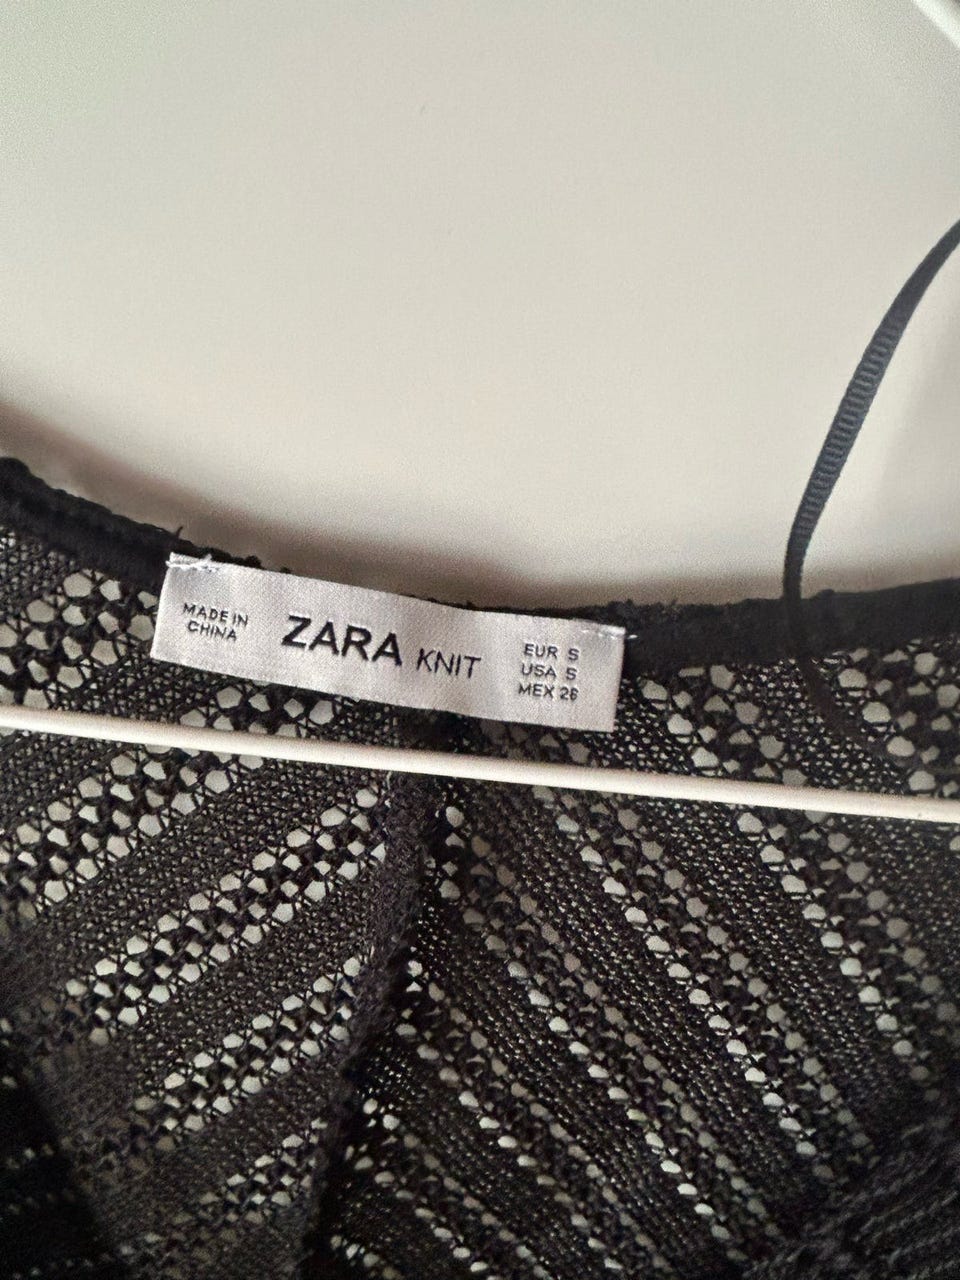 MADE IN
CHINA
ZARA KNIT
EUR S
USA S
MEX 26